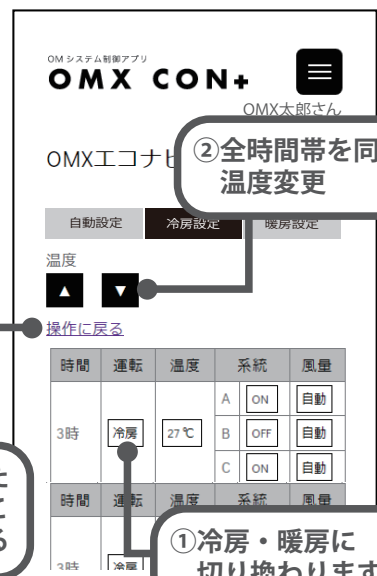 OMシステム制御アプリ
OMX CON+
OMX太郎さん
OMXエコナビ
②全時間帯を同
温度変更
自動設定 冷房設定 暖房設定
温度
▲ ▼
操作に戻る
時間 運転 温度 系統 風量
A ON 自動
3時 冷房 27℃ B OFF 自動
C ON 自動
時間 運転 温度 系統 風量
①冷房・暖房に
切り換わります
3時 冷房
る